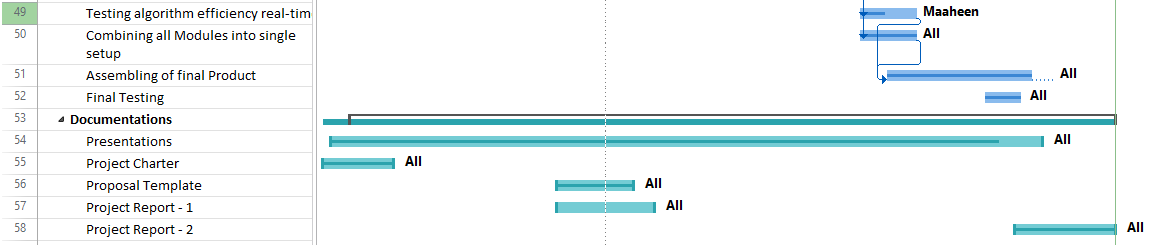 49 Testing algorithm efficiency real-tim Maaheen
50 Combining all Modules into single All
setup
51 Assembling of final Product All
52 Final Testing All
53 Documentations
54 Presentations All
55 Project Charter All
56 Proposal Template All
57 Project Report - 1 All
58 Project Report - 2 All